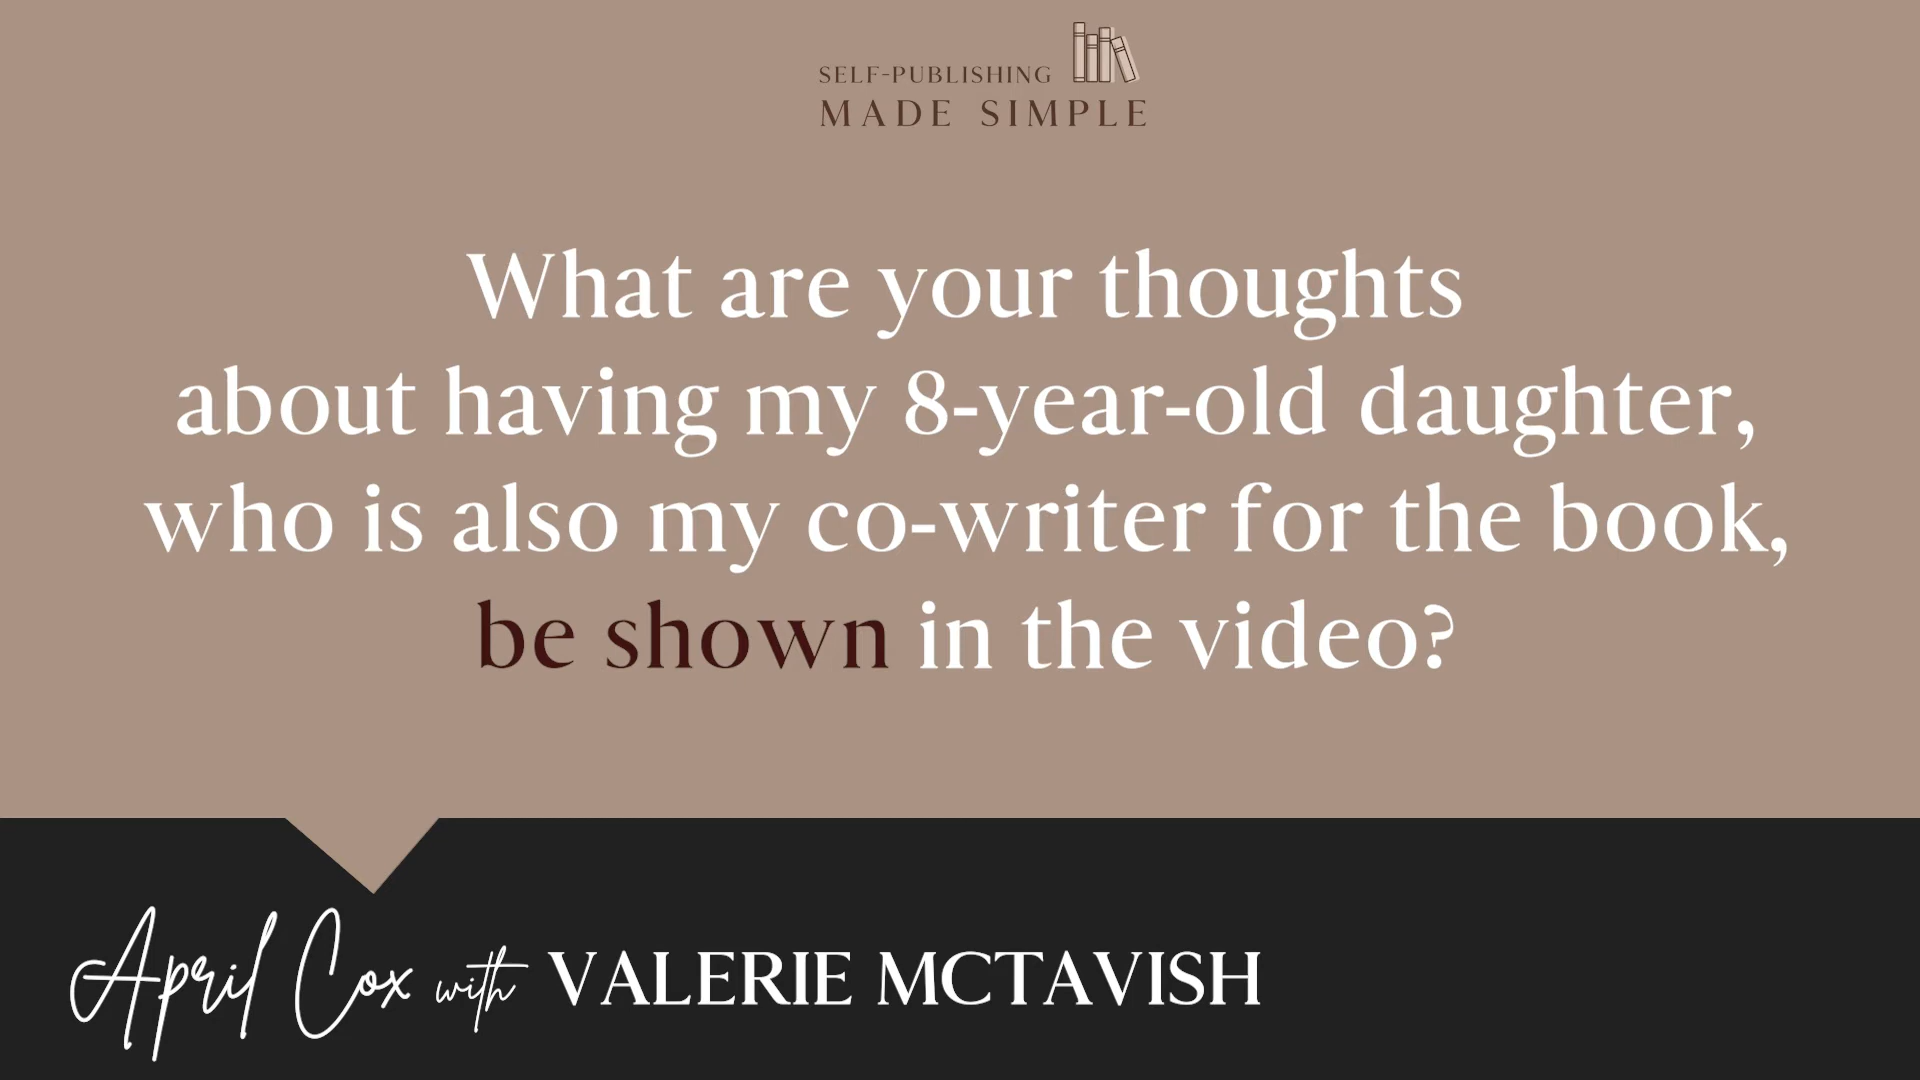 SELF-PUBLISHING
MADE SIMPLE
What are your thoughts
about having my 8-year-old daughter,
who is also my co-writer for the book,
be shown in the video?
April Cox with VALERIE MCTAVISH